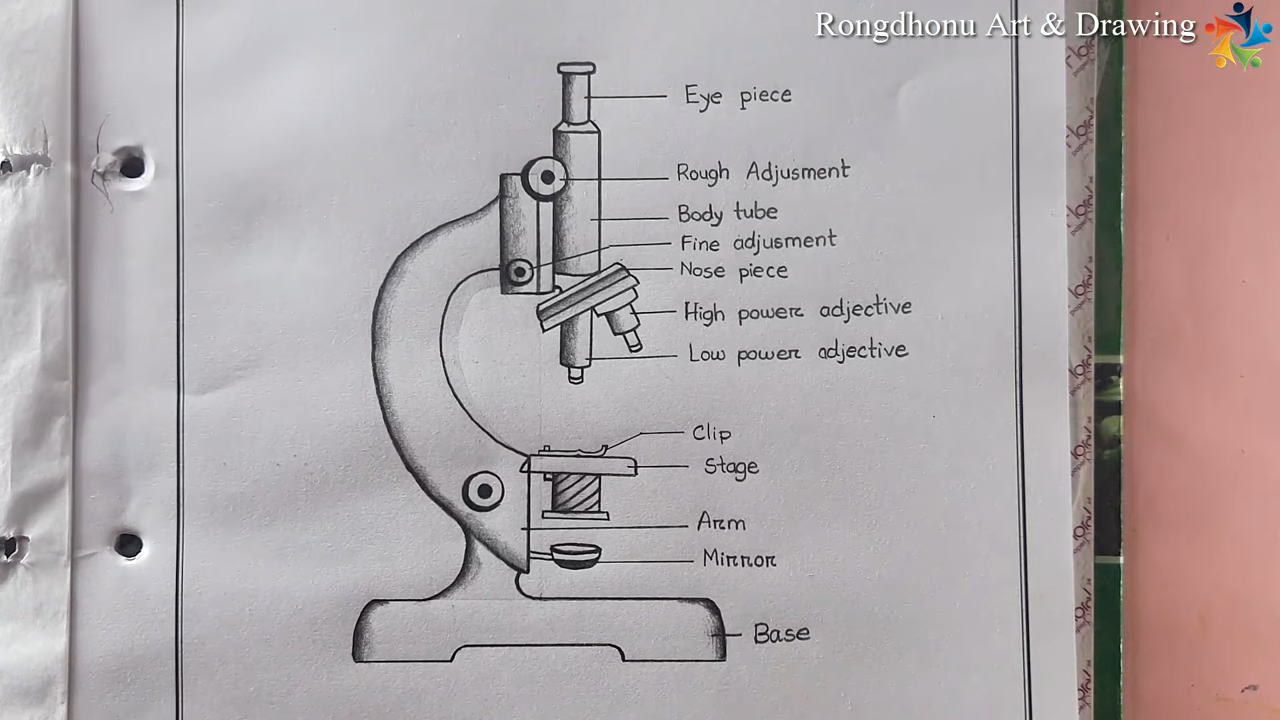 Rongdhonu Art & Drawing
Eye piece
Rough Adjusment
Body tube
Fine adjusment
Nose piece
High power adjective
Low power adjective
Clip
Stage
Arm
Mirror
Base